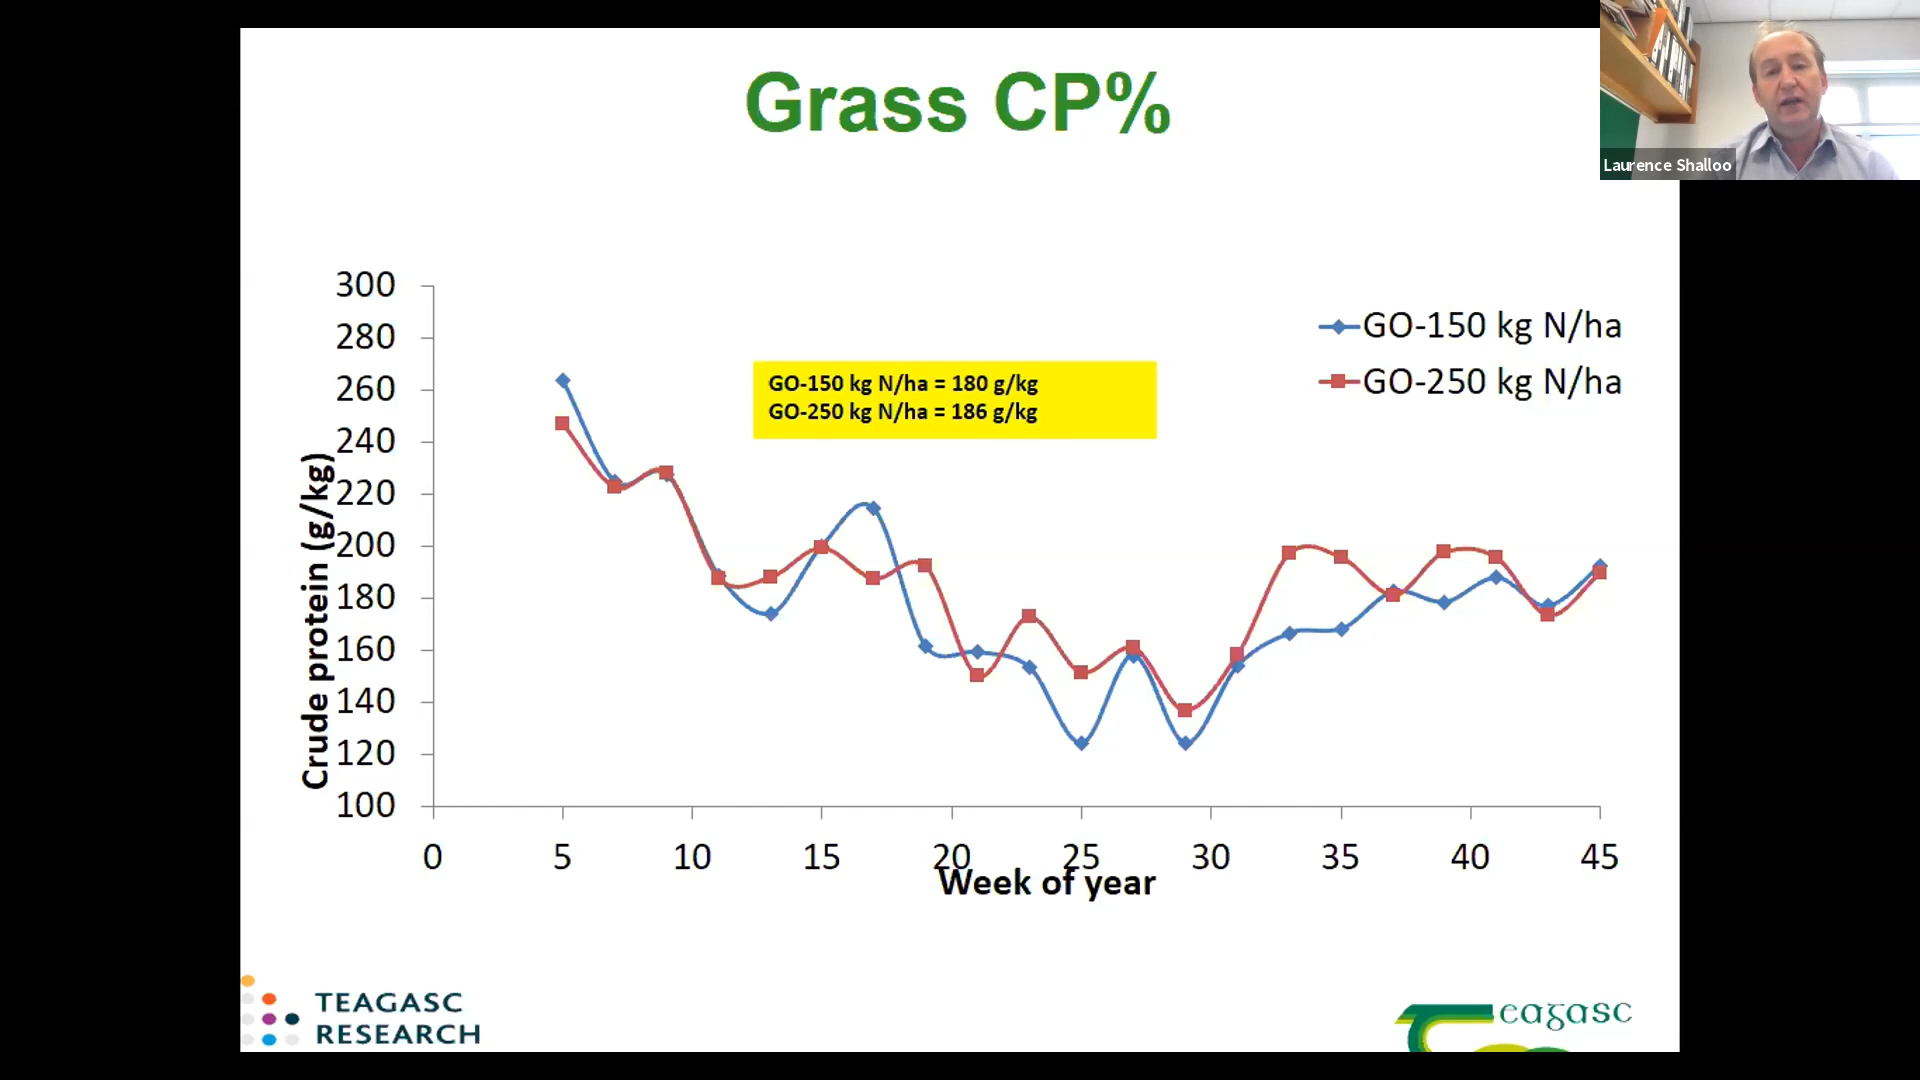 Grass CP%
Laurence Shalloo
300
280
260
240
220
200
180
160
140
120
100
Crude protein (g/kg)
GO-150 kg N/ha = 180 g/kg
GO-250 kg N/ha = 186 g/kg
GO-150 kg N/ha
GO-250 kg N/ha
0 5 10 15 20 25 30 35 40 45
Week of year
TEAGASC
RESEARCH
Teagasc